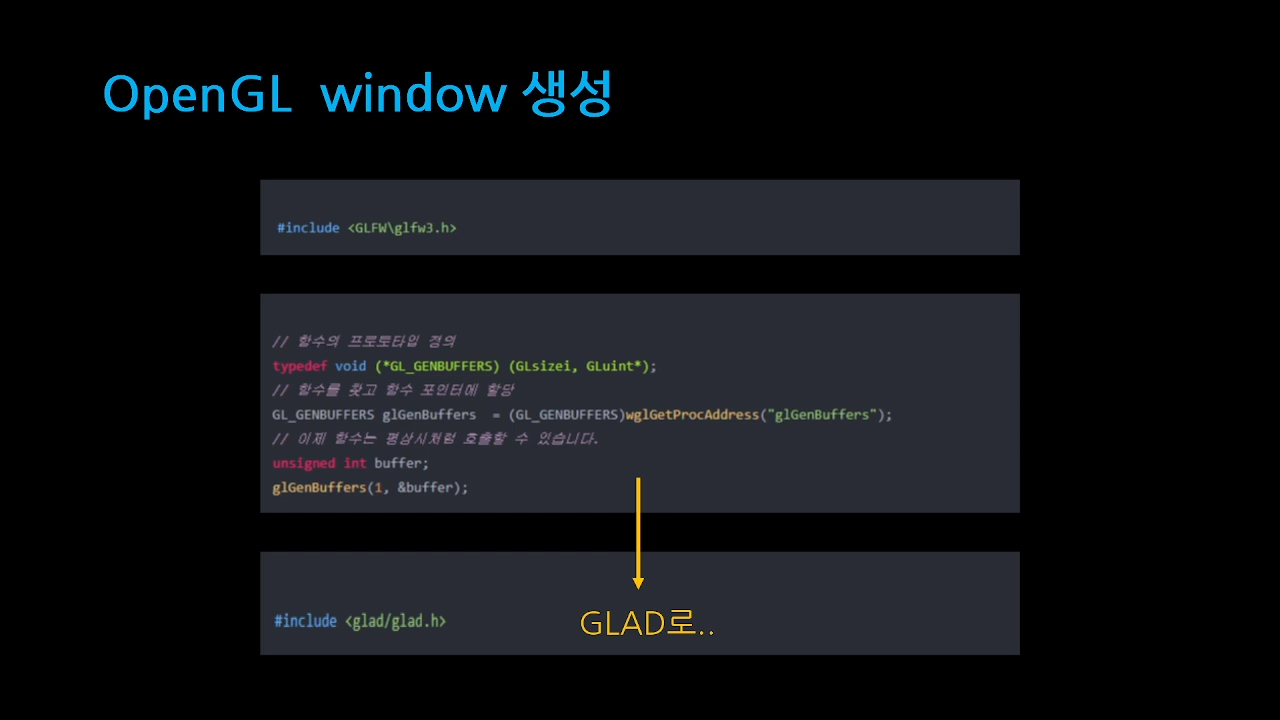 OpenGL window 생성
#include <GLFW\glfw3.h>
// 함수의 프로토타입 정의
typedef void (*GL_GENBUFFERS) (GLsizei, GLuint*);
// 함수를 찾고 함수 포인터에 할당
GL_GENBUFFERS glGenBuffers  = (GL_GENBUFFERS)wglGetProcAddress("glGenBuffers");
// 이제 함수는 평상시처럼 호출할 수 있습니다.
unsigned int buffer;
glGenBuffers(1, &buffer);
#include <glad/glad.h>
GLAD로..